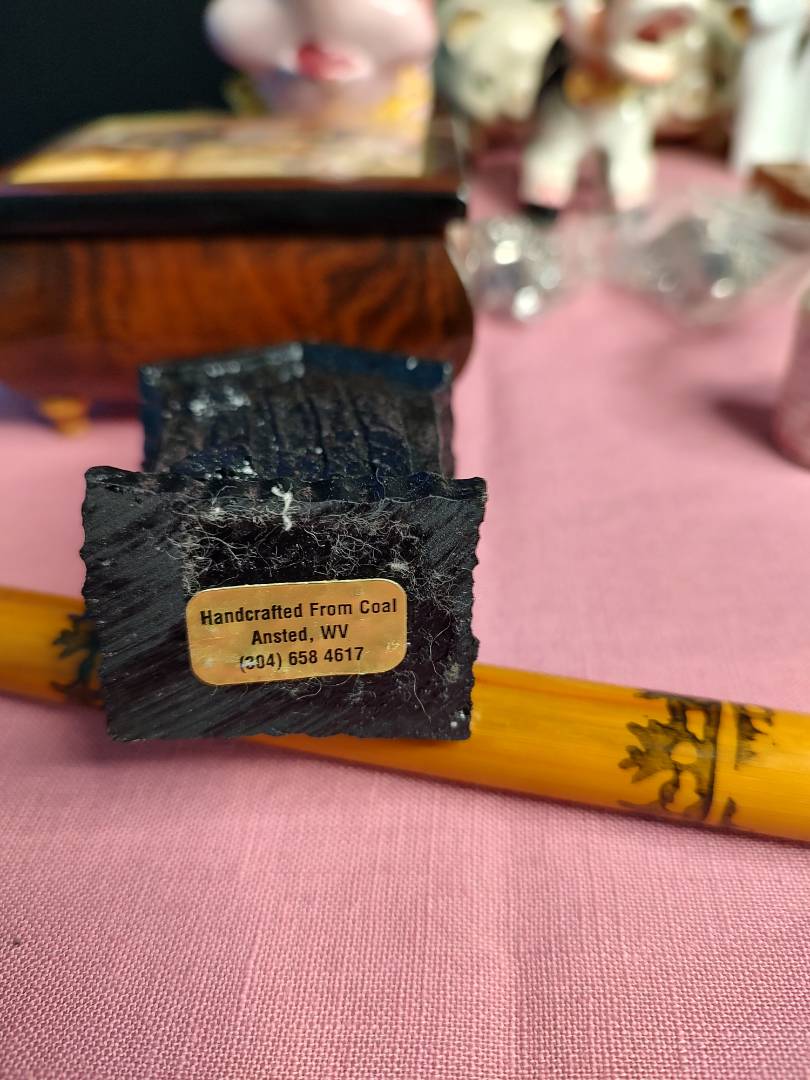 Handcrafted From Coal
Ansted, WV
(304) 658 4617